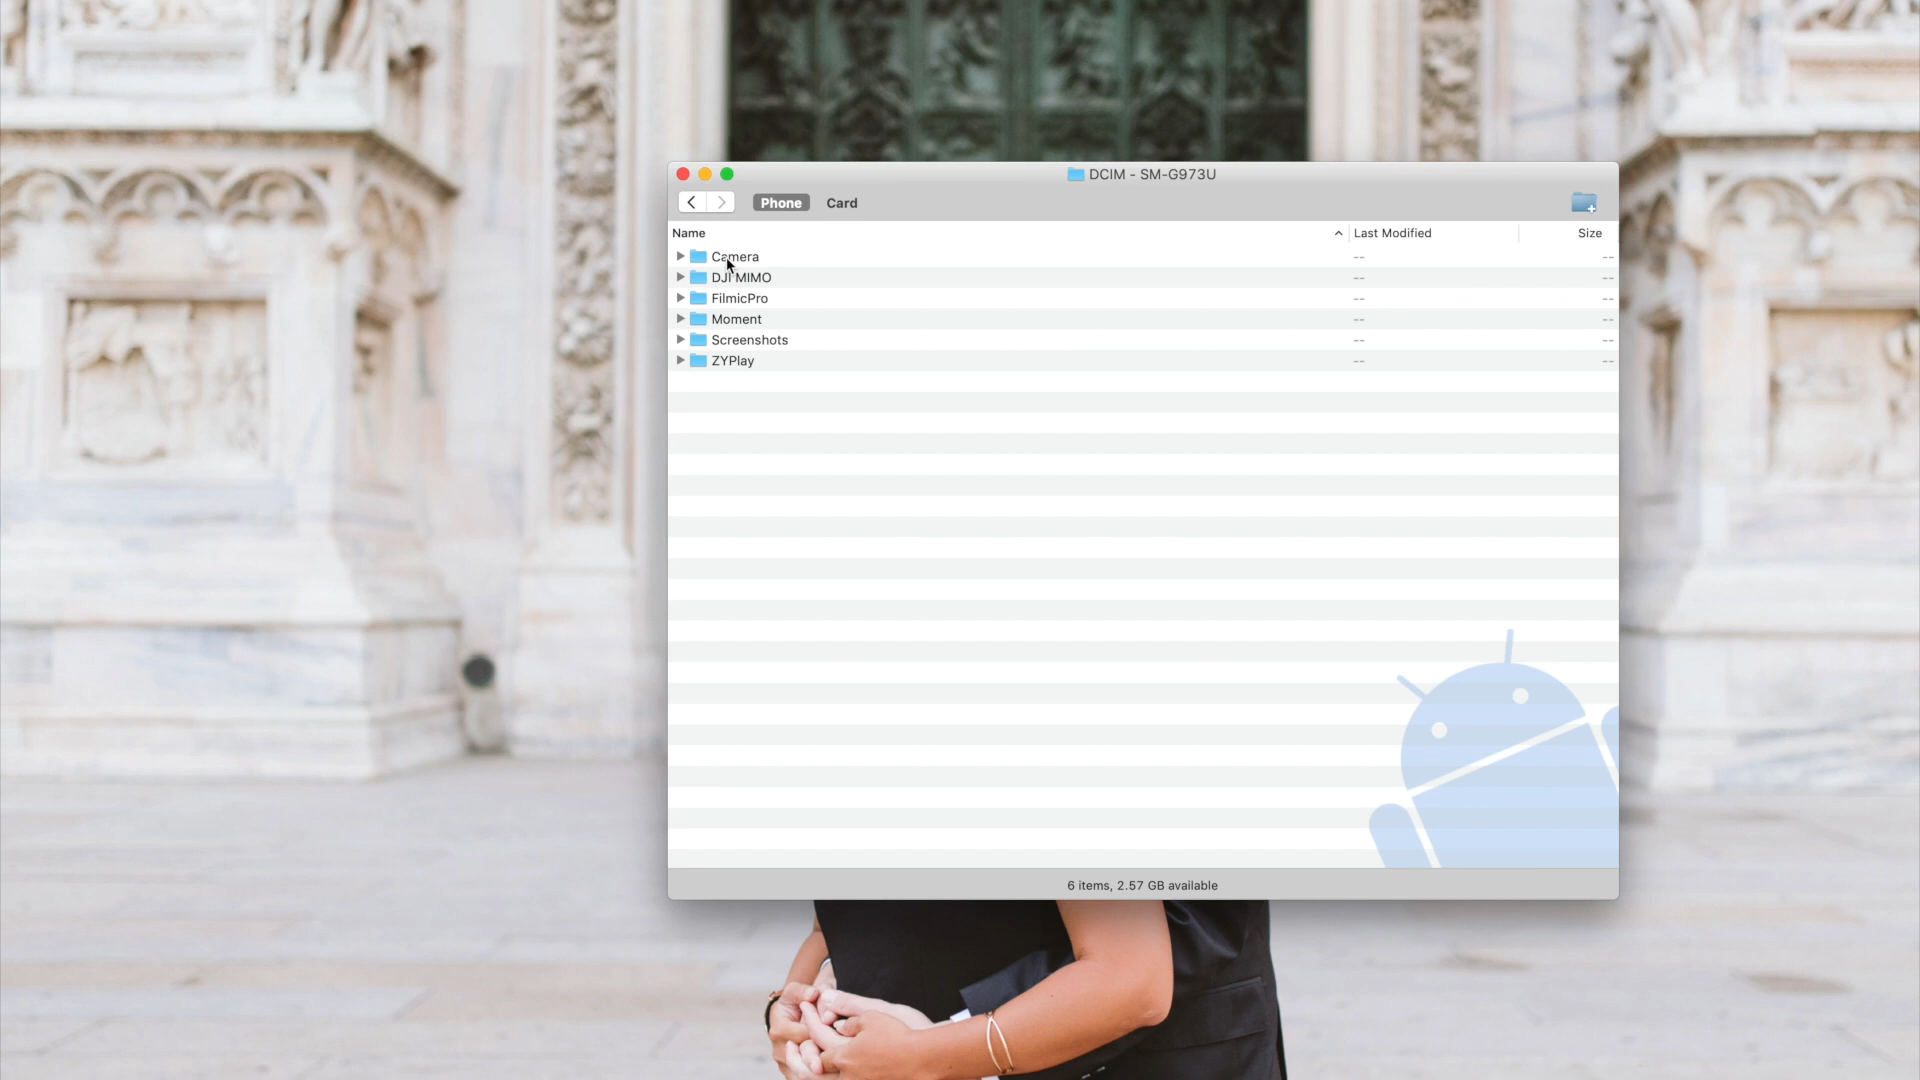 DCIM - SM-G973U
Phone Card
Name Last Modified Size
Camera -- --
DJI MIMO -- --
FilmicPro -- --
Moment -- --
Screenshots -- --
ZYPlay -- --
6 items, 2.57 GB available